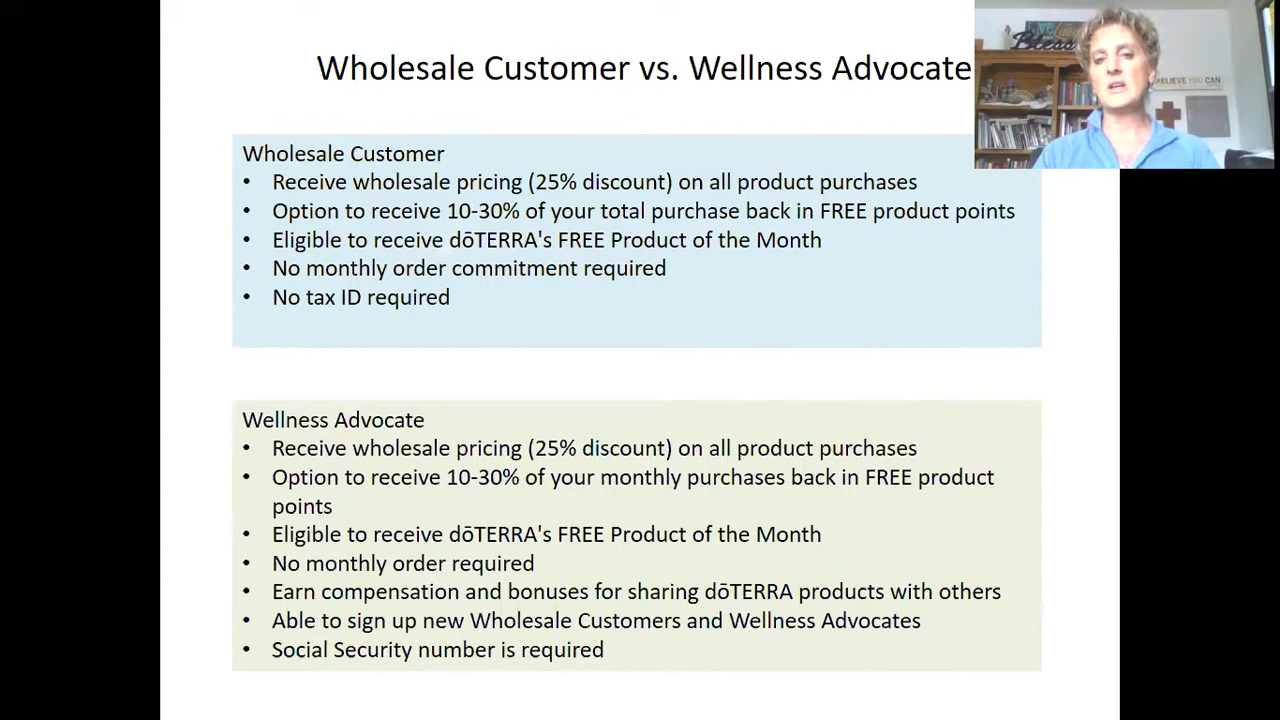 Wholesale Customer vs. Wellness Advocate
Wholesale Customer
• Receive wholesale pricing (25% discount) on all product purchases
• Option to receive 10-30% of your total purchase back in FREE product points
• Eligible to receive dōTERRA's FREE Product of the Month
• No monthly order commitment required
• No tax ID required
Wellness Advocate
• Receive wholesale pricing (25% discount) on all product purchases
• Option to receive 10-30% of your monthly purchases back in FREE product
points
• Eligible to receive dōTERRA's FREE Product of the Month
• No monthly order required
• Earn compensation and bonuses for sharing dōTERRA products with others
• Able to sign up new Wholesale Customers and Wellness Advocates
• Social Security number is required
BELIEVE YOU CAN